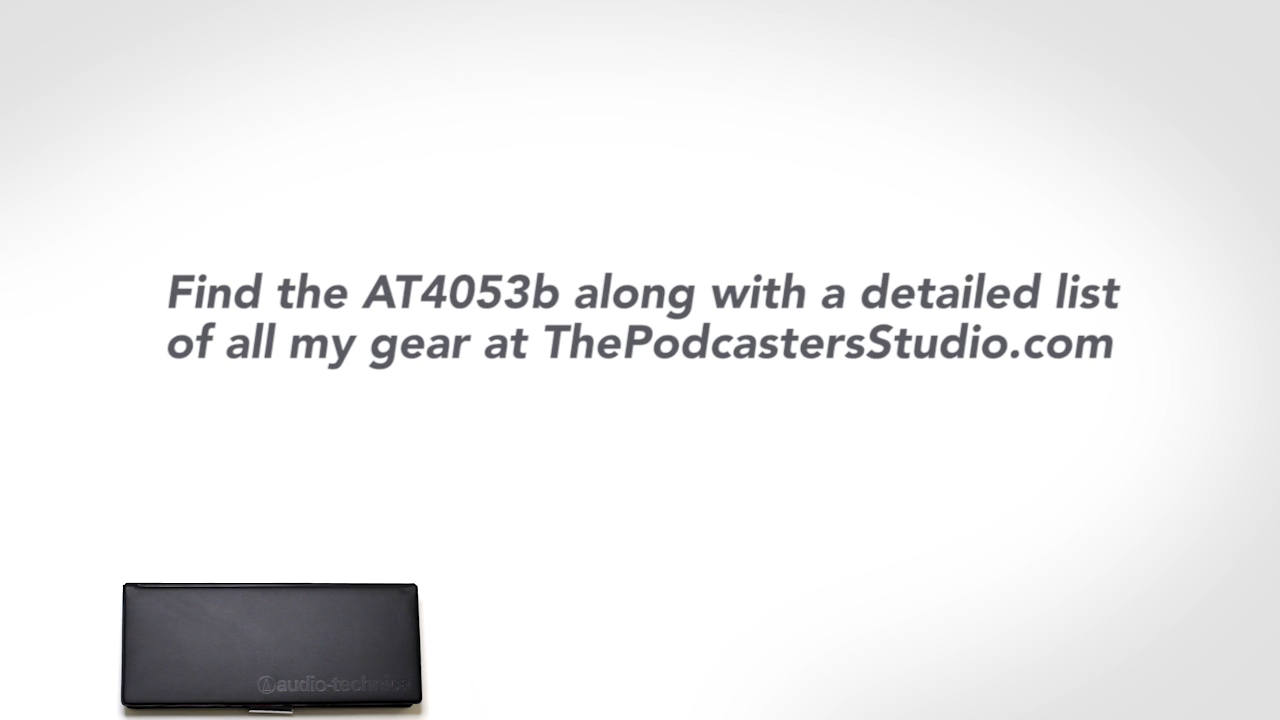 Find the AT4053b along with a detailed list
of all my gear at ThePodcastersStudio.com
audio-technica